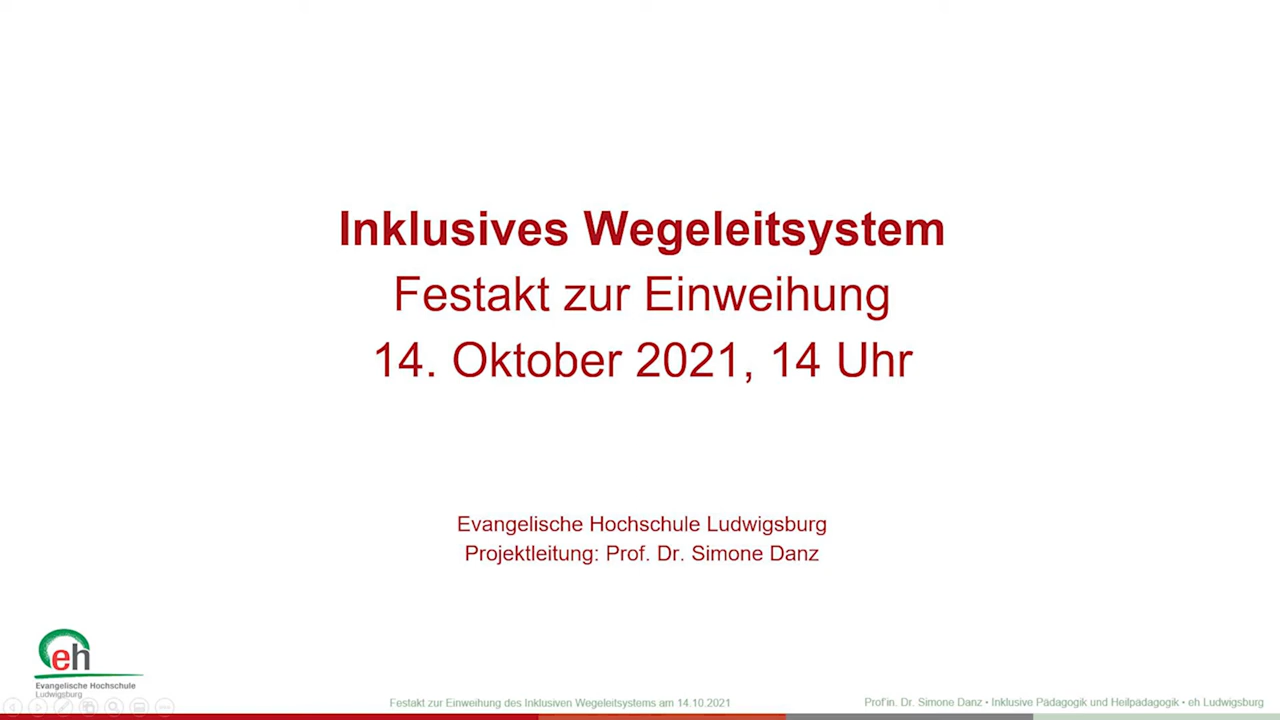 Inklusives Wegeleitsystem
Festakt zur Einweihung
14. Oktober 2021, 14 Uhr
Evangelische Hochschule Ludwigsburg
Projektleitung: Prof. Dr. Simone Danz
eh
Evangelische Hochschule
Ludwigsburg
Festakt zur Einweihung des Inklusiven Wegeleitsystems am 14.10.2021
Prof'in. Dr. Simone Danz • Inklusive Pädagogik und Heilpädagogik • eh Ludwigsburg